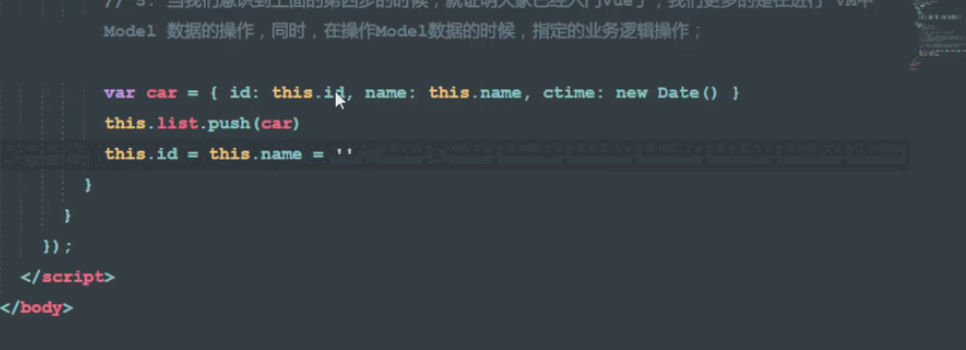 // 5. 当我们意识到上面的第四步的时候，就证明大家已经入门Vue了，我们更多的是在进行 VM中
Model 数据的操作，同时，在操作Model数据的时候，指定的业务逻辑操作；
var car = { id: this.id, name: this.name, ctime: new Date() }
this.list.push(car)
this.id = this.name = ''
}
}
});
</script>
</body>